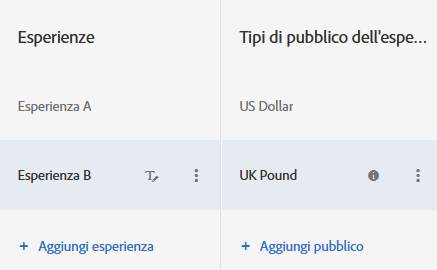 Esperienze
Tipi di pubblico dell'espe...
Esperienza A
US Dollar
Esperienza B
UK Pound
+ Aggiungi esperienza
+ Aggiungi pubblico